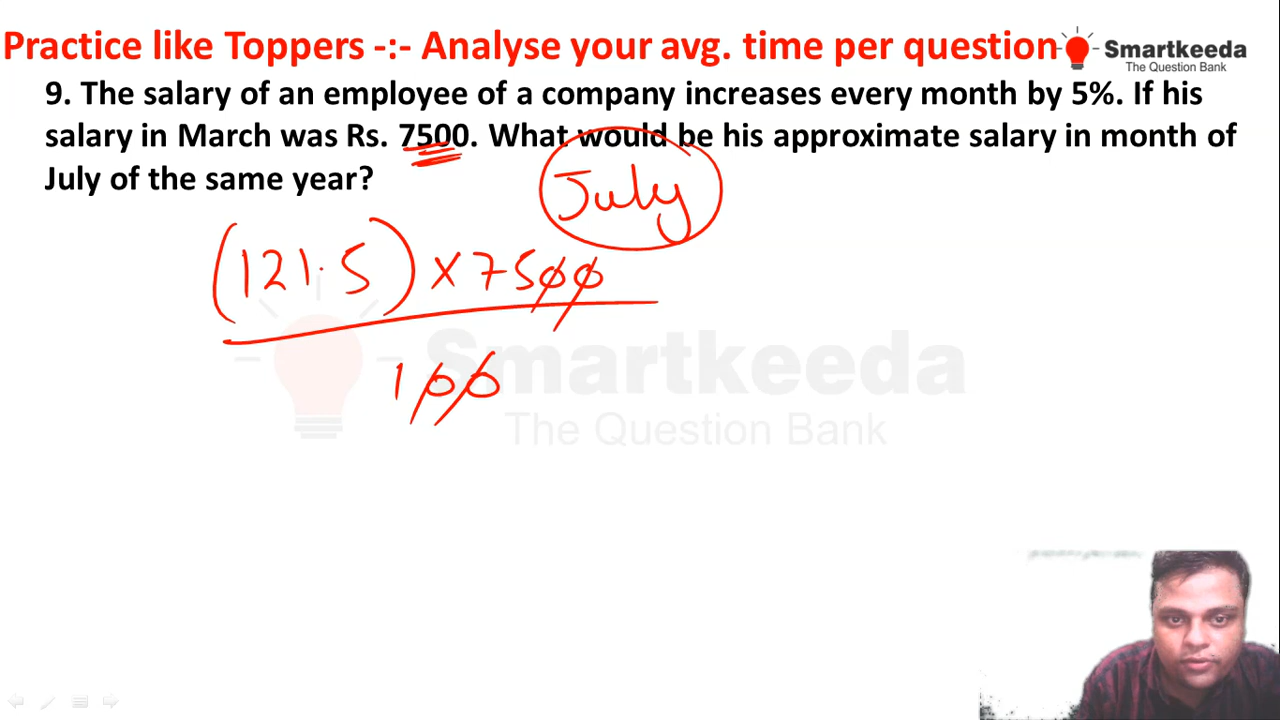 Practice like Toppers -:- Analyse your avg. time per question
Smartkeeda
The Question Bank
9. The salary of an employee of a company increases every month by 5%. If his
salary in March was Rs. 7500. What would be his approximate salary in month of
July of the same year?
July
(121.5) x 7500
100
Smartkeeda
The Question Bank